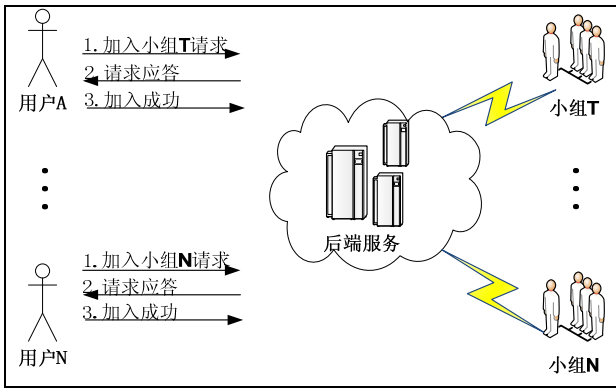 1.加入小组T请求
2.请求应答
3.加入成功
用户A
小组T
后端服务
1.加入小组N请求
2.请求应答
3.加入成功
用户N
小组N